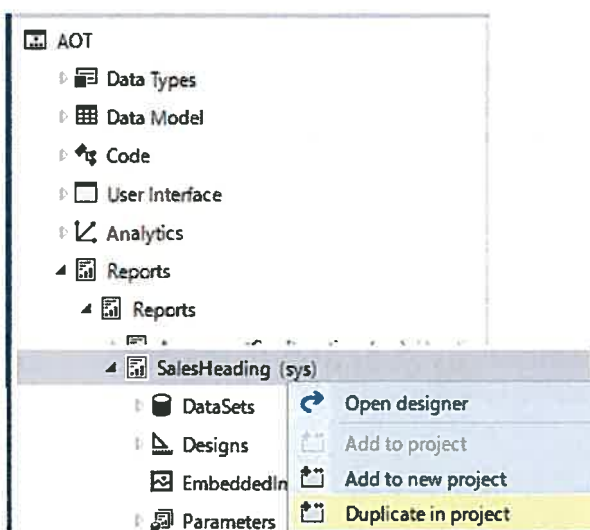 AOT
Data Types
Data Model
Code
User Interface
Analytics
Reports
Reports
SalesHeading (sys)
DataSets
Open designer
Designs
Add to project
EmbeddedIn
Add to new project
Parameters
Duplicate in project